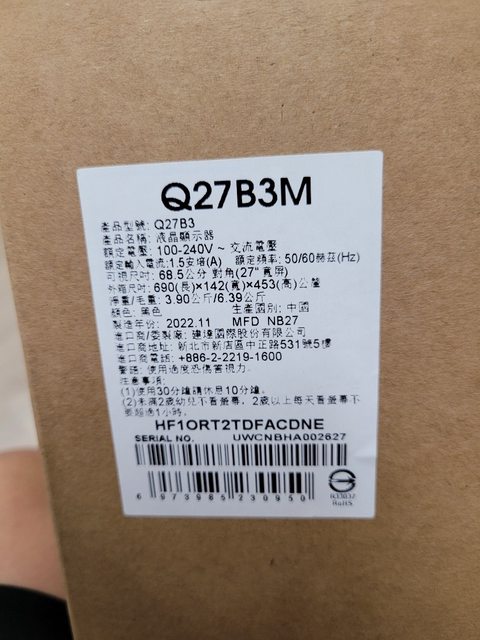 Q27B3M
產品型號: Q27B3
產品名稱: 液晶顯示器
額定電壓: 100-240V ~ 交流電壓
額定輸入電流:1.5安培(A) 額定頻率: 50/60赫茲(Hz)
可視尺寸: 68.5公分 對角(27"寬屏)
外箱尺寸: 690(長)×142(寬)×453(高)公釐
淨重/毛重: 3.90公斤/6.39公斤
顏色: 黑色 生產國別: 中國
製造年份: 2022.11 MFD NB27
進口商/委製廠: 建達國際股份有限公司
進口商地址: 新北市新店區中正路531號5樓
進口商電話: +886-2-2219-1600
警語: 使用過度恐傷害視力.
注意事項:
(1)使用30分鐘請休息10分鐘.
(2)未滿2歲幼兒不看螢幕, 2歲以上每天看螢幕不
要超過1小時.
HF1ORT2TDFACDNE
SERIAL NO. UWCNBHA002627
6 973985 230950
R33037
RoHS